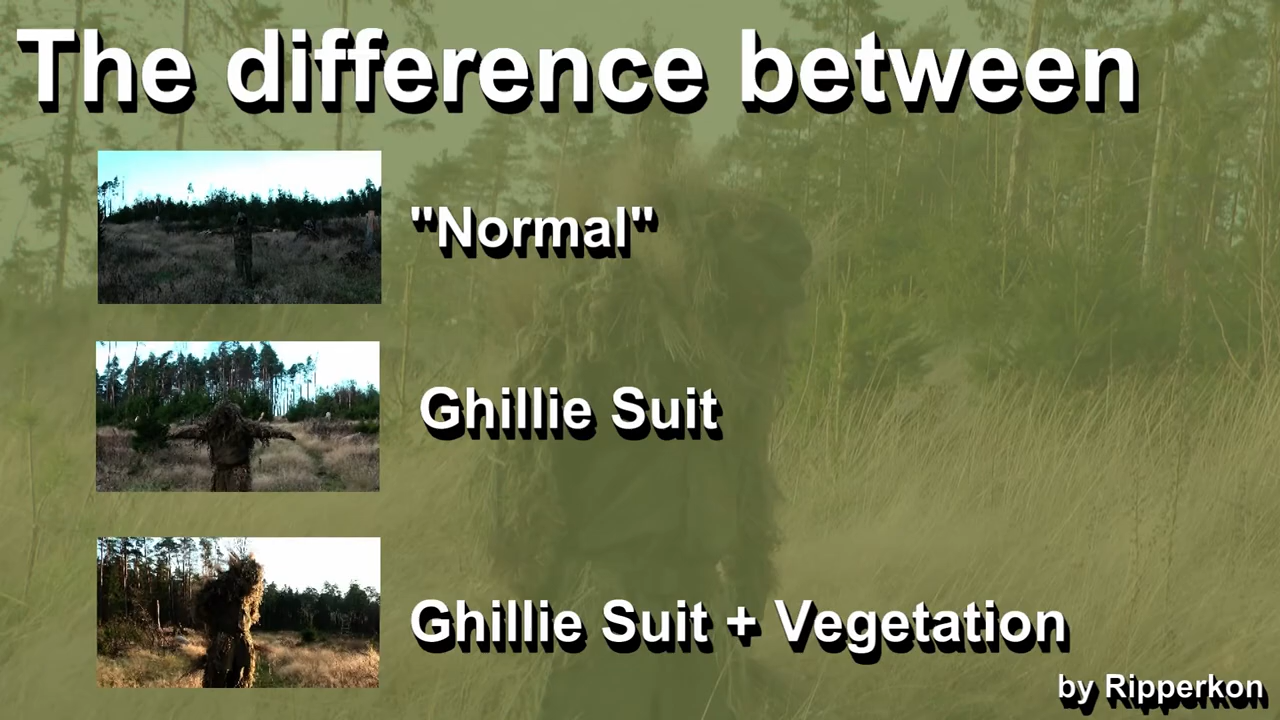 The difference between
"Normal"
Ghillie Suit
Ghillie Suit + Vegetation
by Ripperkon